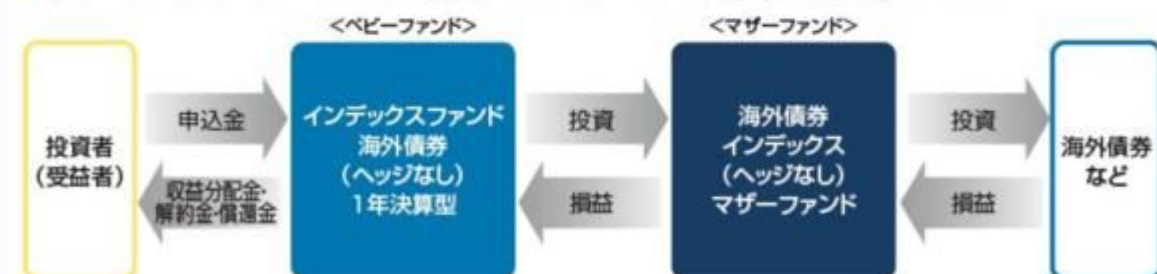 <ベビーファンド>
<マザーファンド>
投資者
(受益者)
申込金
収益分配金・
解約金・償還金
インデックスファンド
海外債券
(ヘッジなし)
1年決算型
投資
損益
海外債券
インデックス
(ヘッジなし)
マザーファンド
投資
損益
海外債券
など